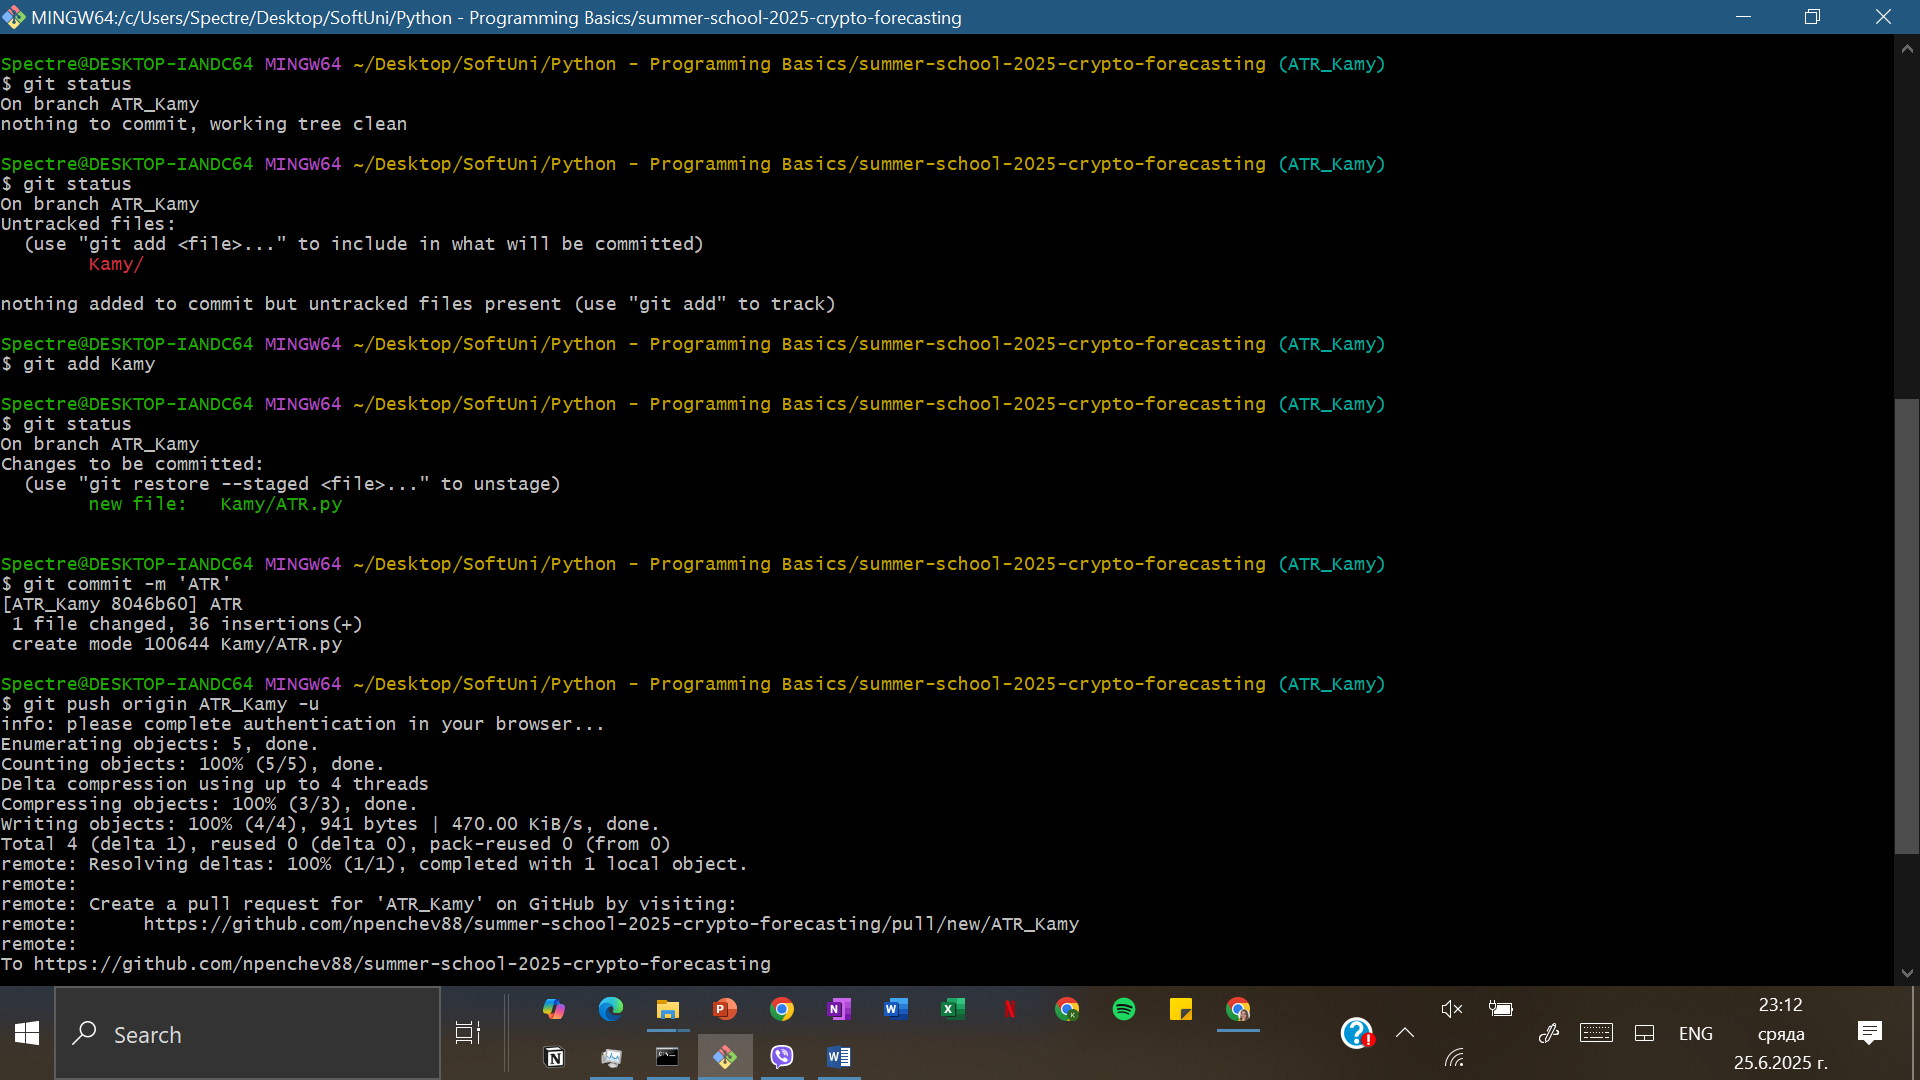 MINGW64:/c/Users/Spectre/Desktop/SoftUni/Python - Programming Basics/summer-school-2025-crypto-forecasting
Spectre@DESKTOP-IANDC64 MINGW64 ~/Desktop/SoftUni/Python - Programming Basics/summer-school-2025-crypto-forecasting (ATR_Kamy)
$ git status
On branch ATR_Kamy
nothing to commit, working tree clean
Spectre@DESKTOP-IANDC64 MINGW64 ~/Desktop/SoftUni/Python - Programming Basics/summer-school-2025-crypto-forecasting (ATR_Kamy)
$ git status
On branch ATR_Kamy
Untracked files:
(use "git add <file>..." to include in what will be committed)
Kamy/
nothing added to commit but untracked files present (use "git add" to track)
Spectre@DESKTOP-IANDC64 MINGW64 ~/Desktop/SoftUni/Python - Programming Basics/summer-school-2025-crypto-forecasting (ATR_Kamy)
$ git add Kamy
Spectre@DESKTOP-IANDC64 MINGW64 ~/Desktop/SoftUni/Python - Programming Basics/summer-school-2025-crypto-forecasting (ATR_Kamy)
$ git status
On branch ATR_Kamy
Changes to be committed:
(use "git restore --staged <file>..." to unstage)
new file:   Kamy/ATR.py
Spectre@DESKTOP-IANDC64 MINGW64 ~/Desktop/SoftUni/Python - Programming Basics/summer-school-2025-crypto-forecasting (ATR_Kamy)
$ git commit -m 'ATR'
[ATR_Kamy 8046b60] ATR
1 file changed, 36 insertions(+)
create mode 100644 Kamy/ATR.py
Spectre@DESKTOP-IANDC64 MINGW64 ~/Desktop/SoftUni/Python - Programming Basics/summer-school-2025-crypto-forecasting (ATR_Kamy)
$ git push origin ATR_Kamy -u
info: please complete authentication in your browser...
Enumerating objects: 5, done.
Counting objects: 100% (5/5), done.
Delta compression using up to 4 threads
Compressing objects: 100% (3/3), done.
Writing objects: 100% (4/4), 941 bytes | 470.00 KiB/s, done.
Total 4 (delta 1), reused 0 (delta 0), pack-reused 0 (from 0)
remote: Resolving deltas: 100% (1/1), completed with 1 local object.
remote:
remote: Create a pull request for 'ATR_Kamy' on GitHub by visiting:
remote:      https://github.com/npenchev88/summer-school-2025-crypto-forecasting/pull/new/ATR_Kamy
remote:
To https://github.com/npenchev88/summer-school-2025-crypto-forecasting
Search
ENG
23:12
сряда
25.6.2025 г.